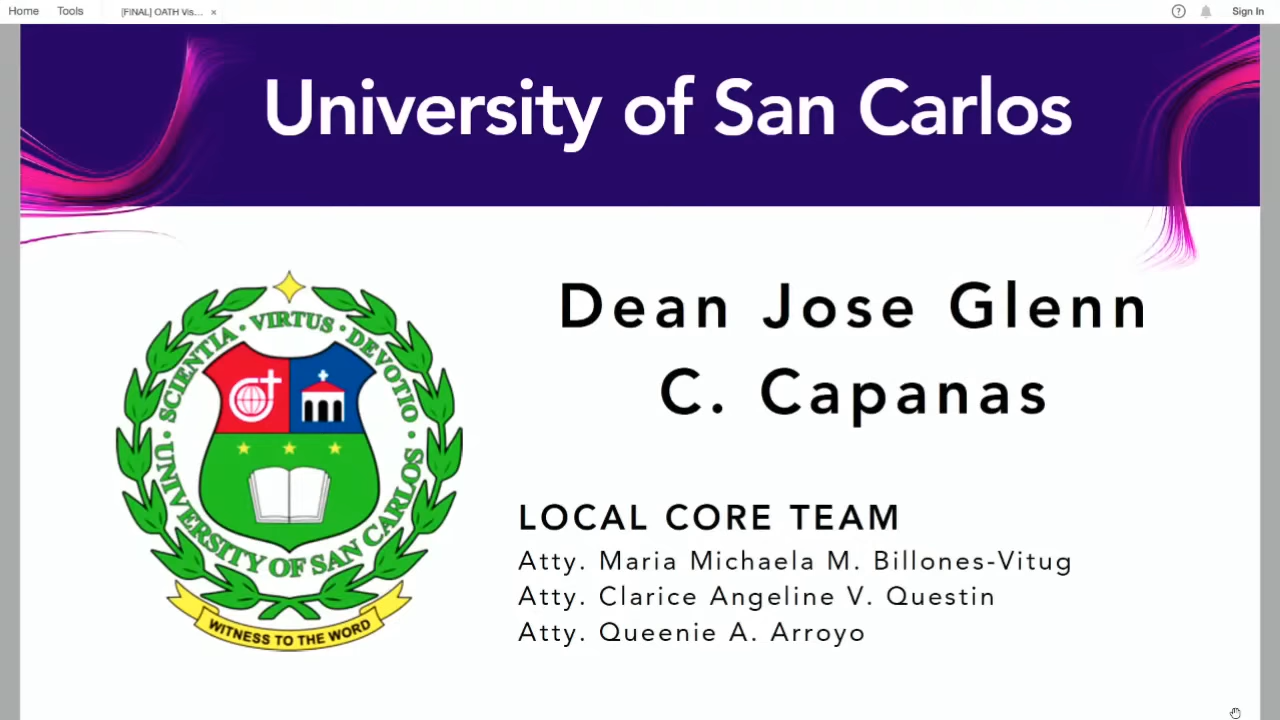 Home Tools [FINAL] OATH Vis... × ? Sign In
University of San Carlos
Dean Jose Glenn
C. Capanas
SCIENTIA · VIRTUS · DEVOTIO
UNIVERSITY OF SAN CARLOS
WITNESS TO THE WORD
LOCAL CORE TEAM
Atty. Maria Michaela M. Billones-Vitug
Atty. Clarice Angeline V. Questin
Atty. Queenie A. Arroyo